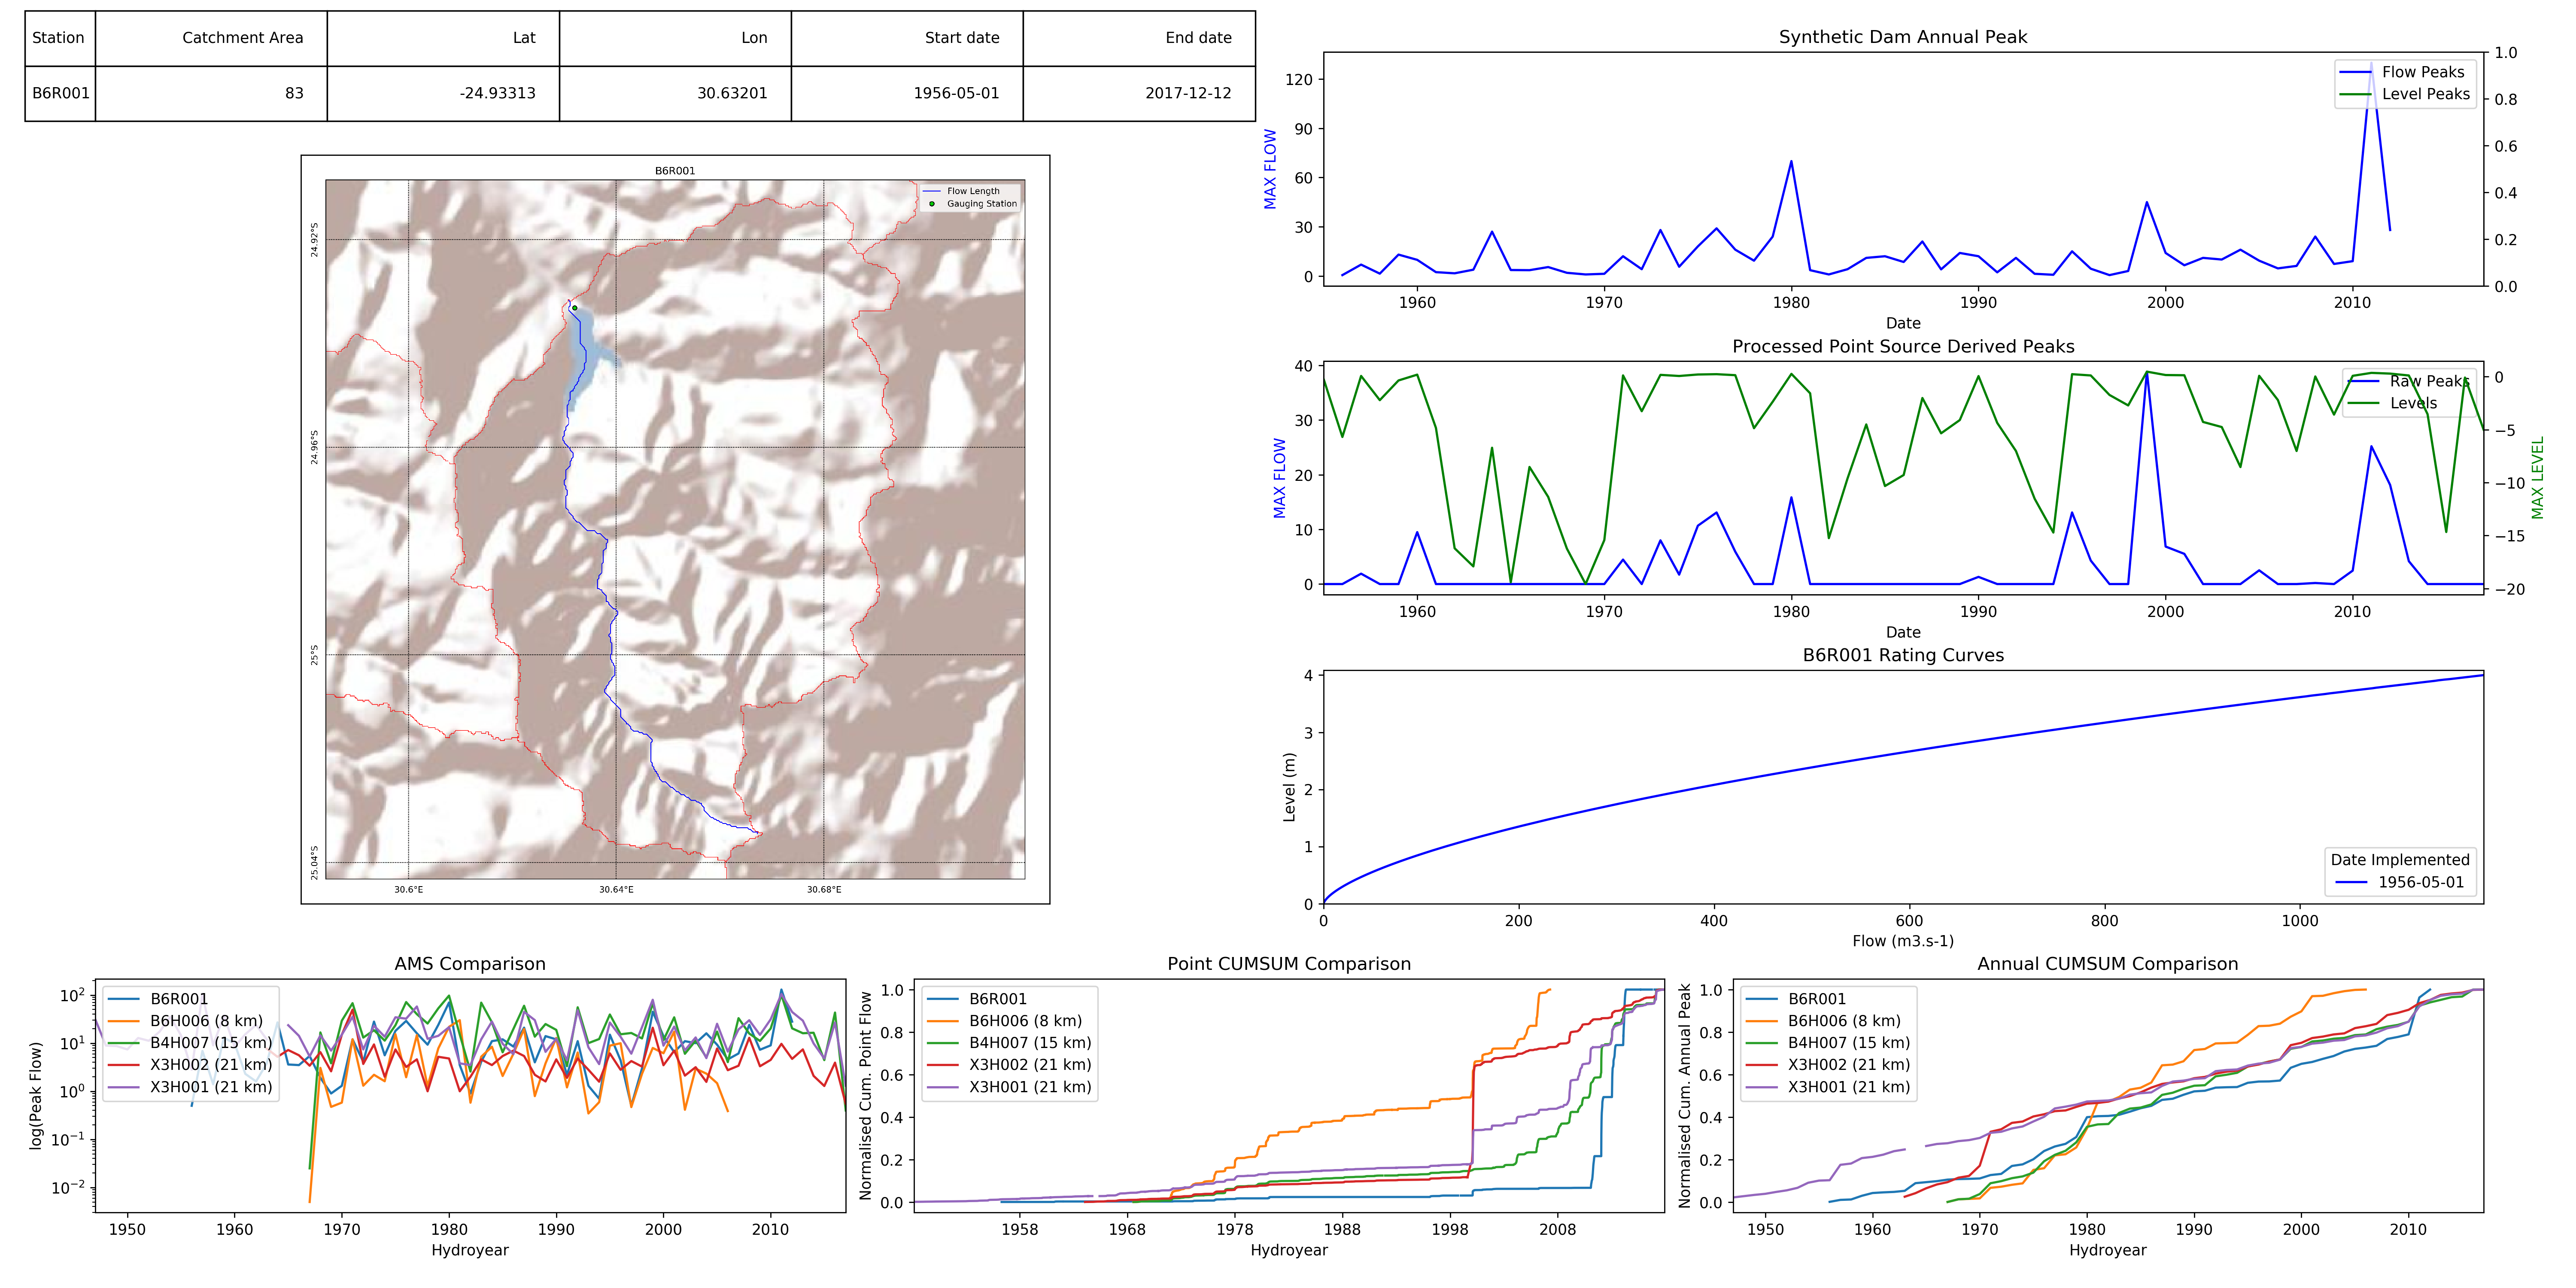 Station Catchment Area Lat Lon Start date End date
B6R001 83 -24.93313 30.63201 1956-05-01 2017-12-12
B6R001
Flow Length
Gauging Station
24.92°S
24.96°S
25°S
25.04°S
30.6°E 30.64°E 30.68°E
Synthetic Dam Annual Peak
Flow Peaks
Level Peaks
MAX FLOW
120
90
60
30
0
1.0
0.8
0.6
0.4
0.2
0.0
1960 1970 1980 1990 2000 2010
Date
Processed Point Source Derived Peaks
Raw Peaks
Levels
MAX FLOW
40
30
20
10
0
0
−5
−10
−15
−20
MAX LEVEL
1960 1970 1980 1990 2000 2010
Date
B6R001 Rating Curves
Level (m)
4
3
2
1
0
Date Implemented
1956-05-01
0 200 400 600 800 1000
Flow (m3.s-1)
AMS Comparison
B6R001
B6H006 (8 km)
B4H007 (15 km)
X3H002 (21 km)
X3H001 (21 km)
log(Peak Flow)
10²
10¹
10⁰
10⁻¹
10⁻²
1950 1960 1970 1980 1990 2000 2010
Hydroyear
Point CUMSUM Comparison
B6R001
B6H006 (8 km)
B4H007 (15 km)
X3H002 (21 km)
X3H001 (21 km)
Normalised Cum. Point Flow
1.0
0.8
0.6
0.4
0.2
0.0
1958 1968 1978 1988 1998 2008
Hydroyear
Annual CUMSUM Comparison
B6R001
B6H006 (8 km)
B4H007 (15 km)
X3H002 (21 km)
X3H001 (21 km)
Normalised Cum. Annual Peak
1.0
0.8
0.6
0.4
0.2
0.0
1950 1960 1970 1980 1990 2000 2010
Hydroyear